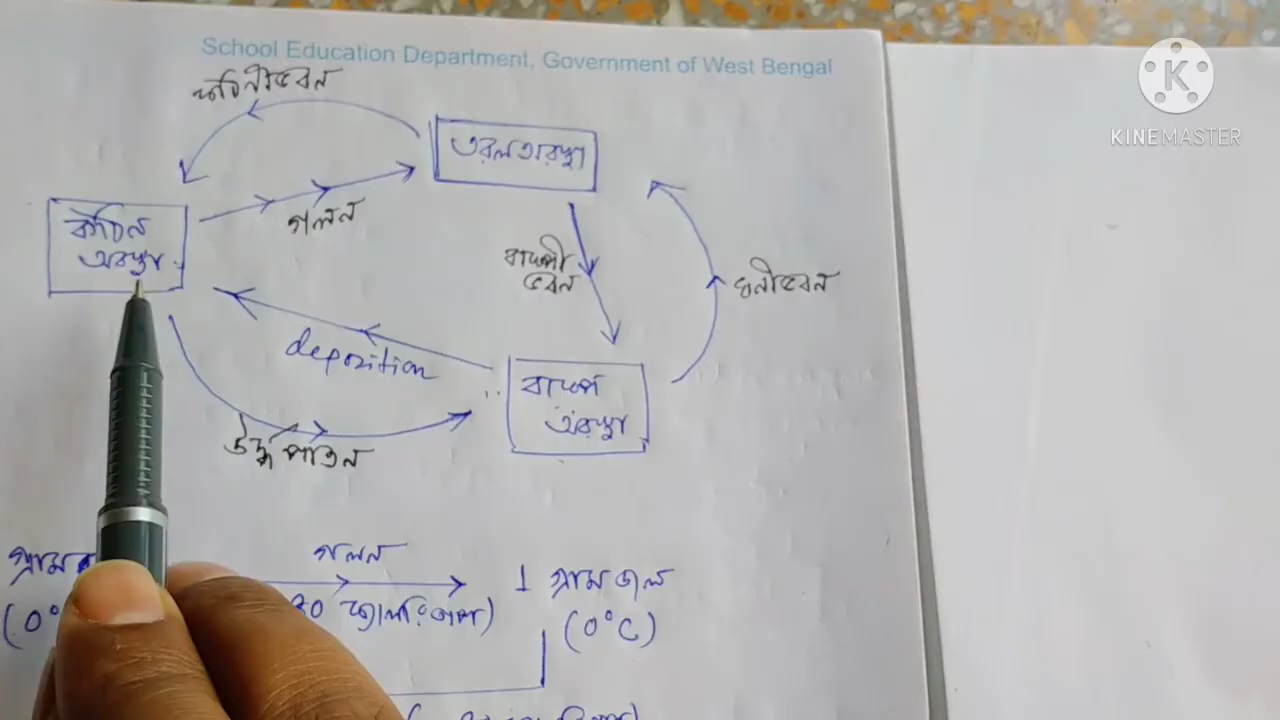 School Education Department, Government of West Bengal
KINEMASTER
কঠিনীভবন
তরল অবস্থা
গলন
কঠিন
অবস্থা
বাষ্পী
ভবন
ঘনীভবন
deposition
বাষ্প
অবস্থা
ঊর্দ্ধপাতন
গলন
1 গ্রাম জল
(0°C)